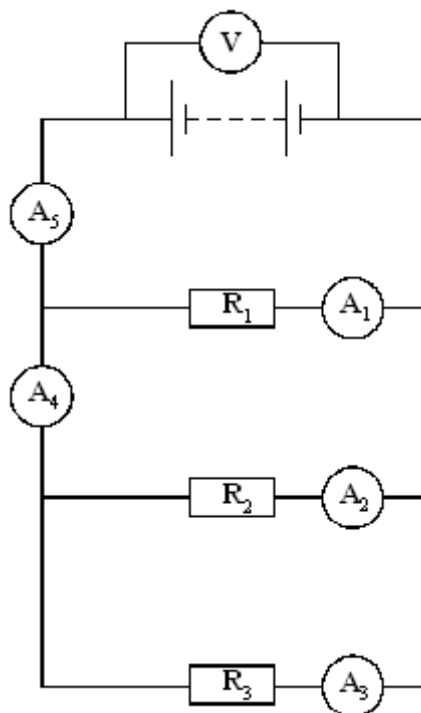 V
A₅
R₁ A₁
A₄
R₂ A₂
R₃ A₃